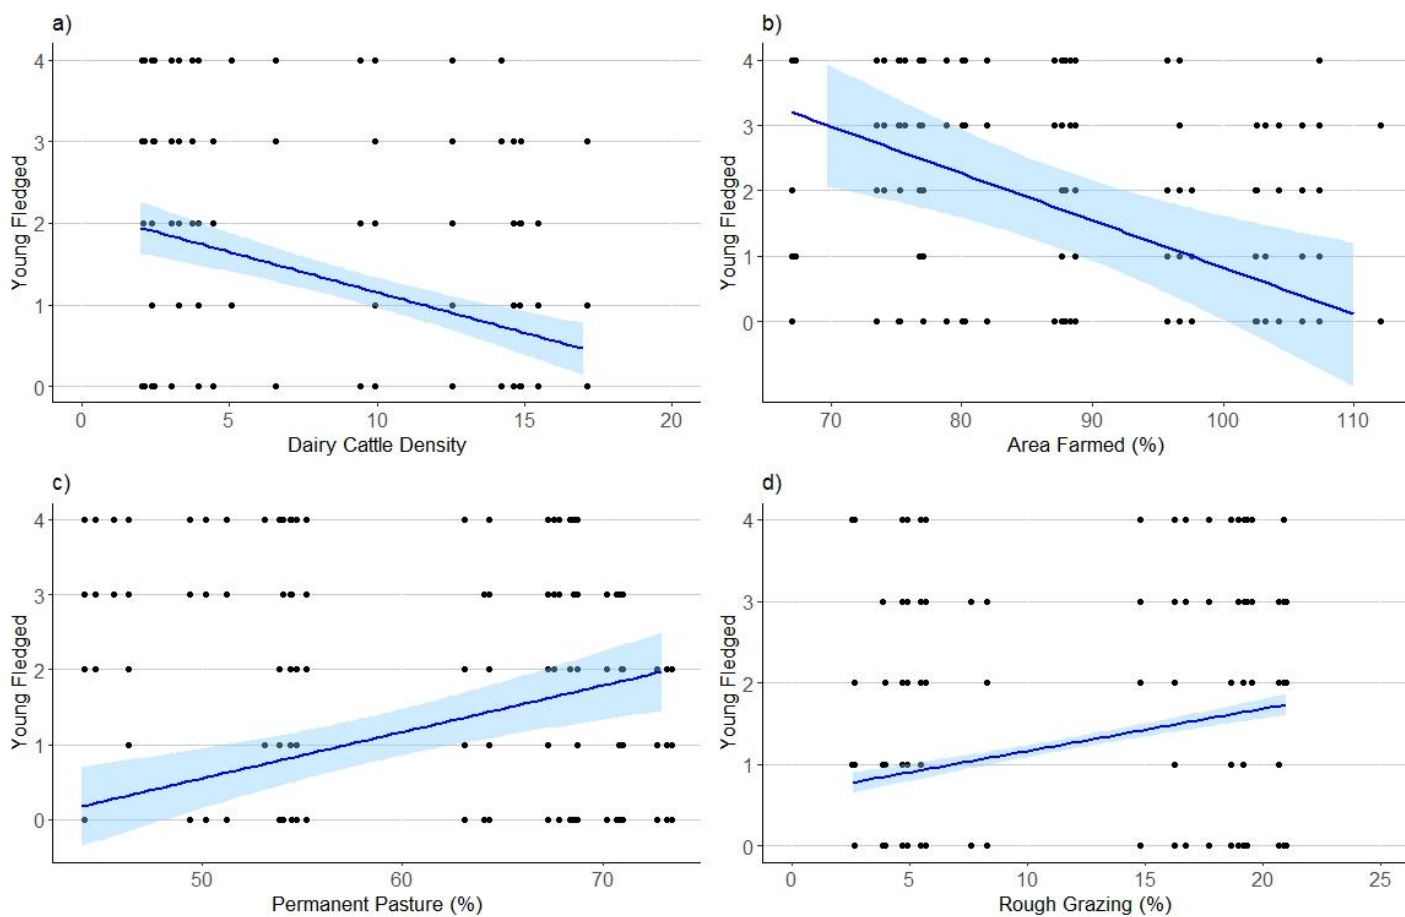 a)
4
3
2
1
0
Young Fledged
0 5 10 15 20
Dairy Cattle Density
b)
4
3
2
1
0
Young Fledged
70 80 90 100 110
Area Farmed (%)
c)
4
3
2
1
0
Young Fledged
50 60 70
Permanent Pasture (%)
d)
4
3
2
1
0
Young Fledged
0 5 10 15 20 25
Rough Grazing (%)